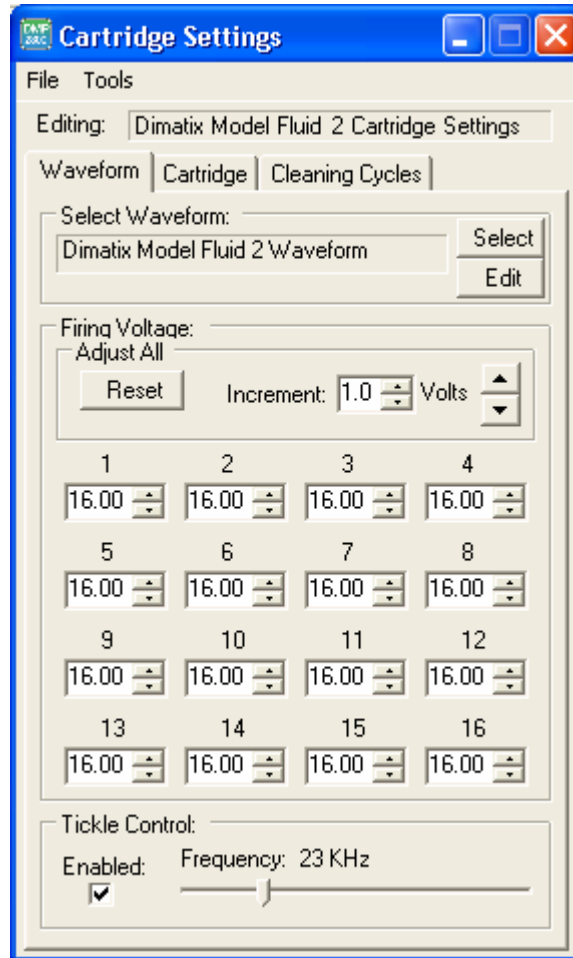 Cartridge Settings
File Tools
Editing: Dimatix Model Fluid 2 Cartridge Settings
Waveform Cartridge Cleaning Cycles
Select Waveform:
Dimatix Model Fluid 2 Waveform
Select
Edit
Firing Voltage:
Adjust All
Reset Increment: 1.0 Volts
1 2 3 4
16.00 16.00 16.00 16.00
5 6 7 8
16.00 16.00 16.00 16.00
9 10 11 12
16.00 16.00 16.00 16.00
13 14 15 16
16.00 16.00 16.00 16.00
Tickle Control:
Enabled: Frequency: 23 KHz